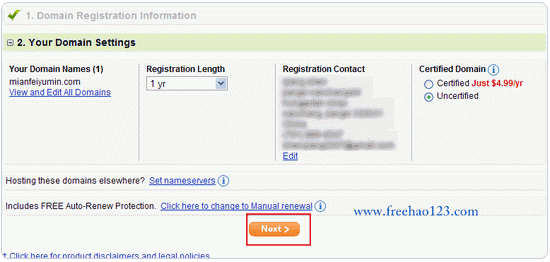 1. Domain Registration Information
2. Your Domain Settings
Your Domain Names (1)
mianfeiyumin.com
View and Edit All Domains
Registration Length
1 yr
Registration Contact
Edit
Certified Domain
Certified Just $4.99/yr
Uncertified
Hosting these domains elsewhere? Set nameservers
Includes FREE Auto-Renew Protection. Click here to change to Manual renewal
www.freehao123.com
Next >
† Click here for product disclaimers and legal policies